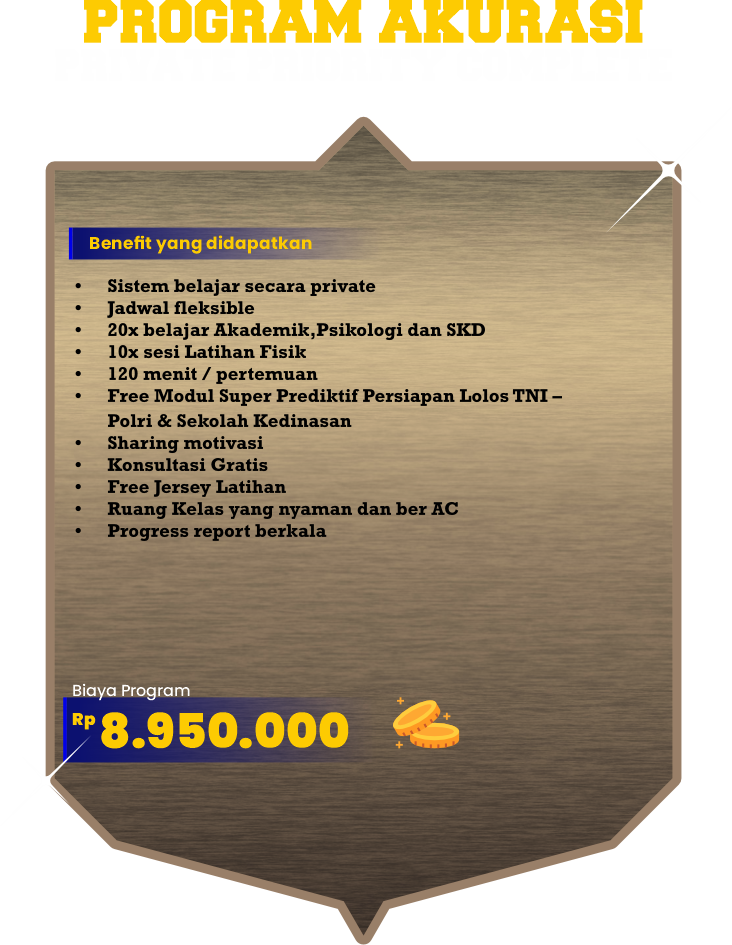 PROGRAM AKURASI
Benefit yang didapatkan
• Sistem belajar secara private
• Jadwal fleksible
• 20x belajar Akademik,Psikologi dan SKD
• 10x sesi Latihan Fisik
• 120 menit / pertemuan
• Free Modul Super Prediktif Persiapan Lolos TNI –
Polri & Sekolah Kedinasan
• Sharing motivasi
• Konsultasi Gratis
• Free Jersey Latihan
• Ruang Kelas yang nyaman dan ber AC
• Progress report berkala
Biaya Program
Rp 8.950.000